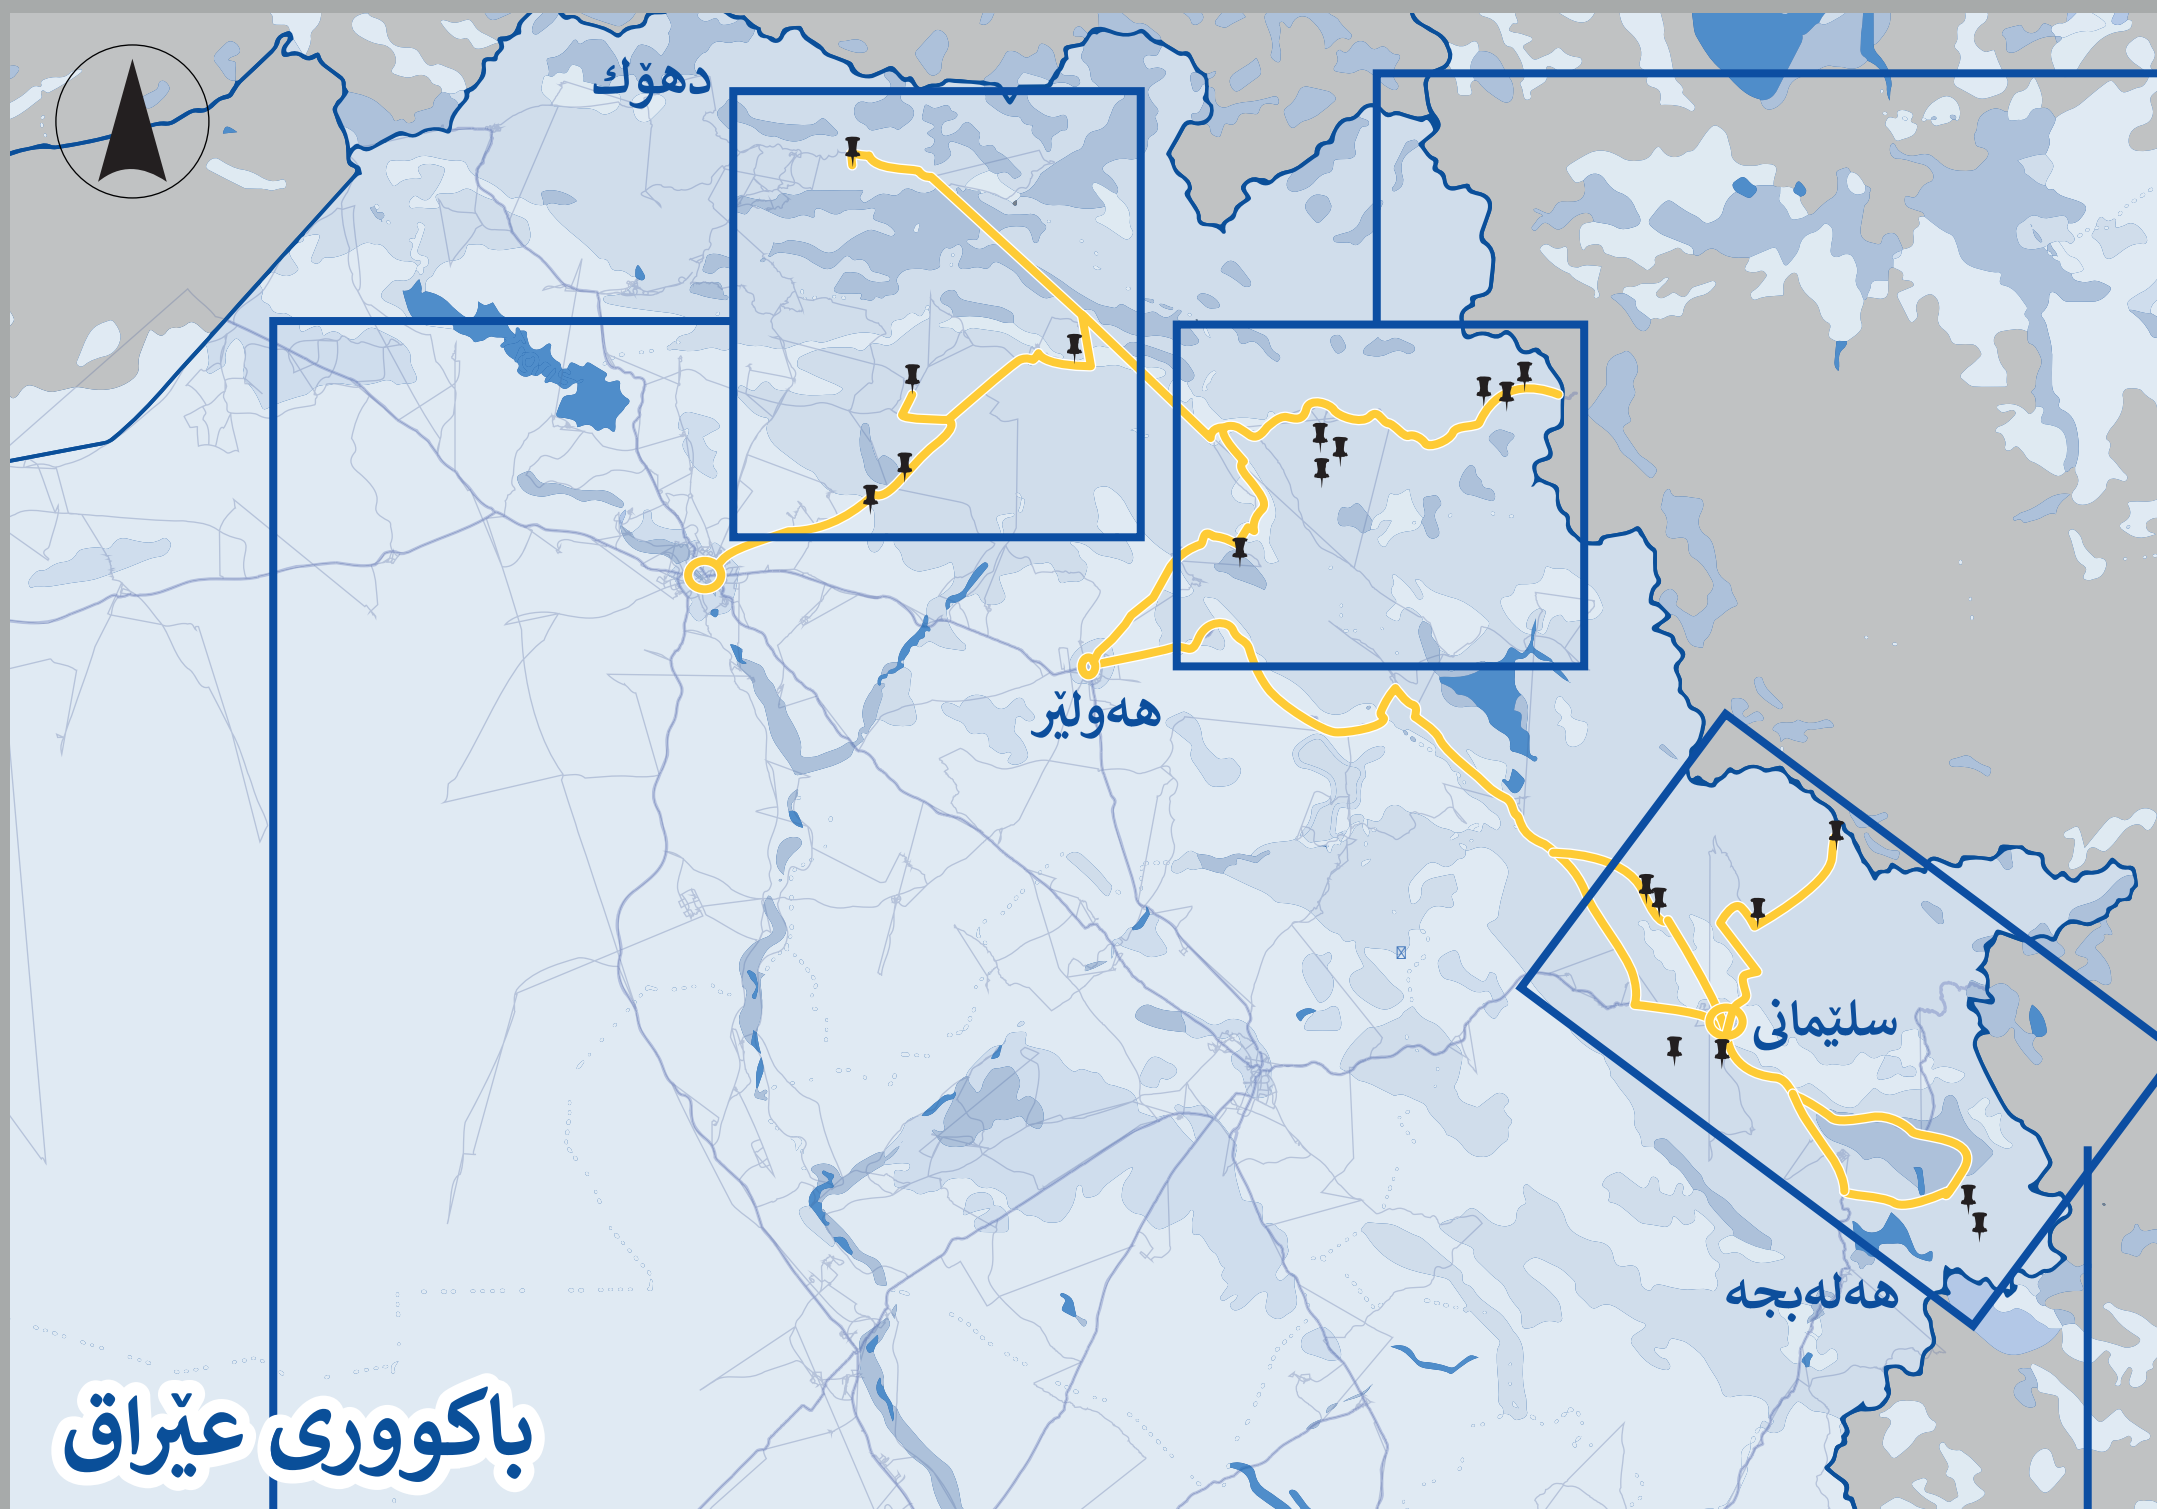 دهۆك
هەولێر
سلێمانی
هەلەبجە
باکووری عێراق